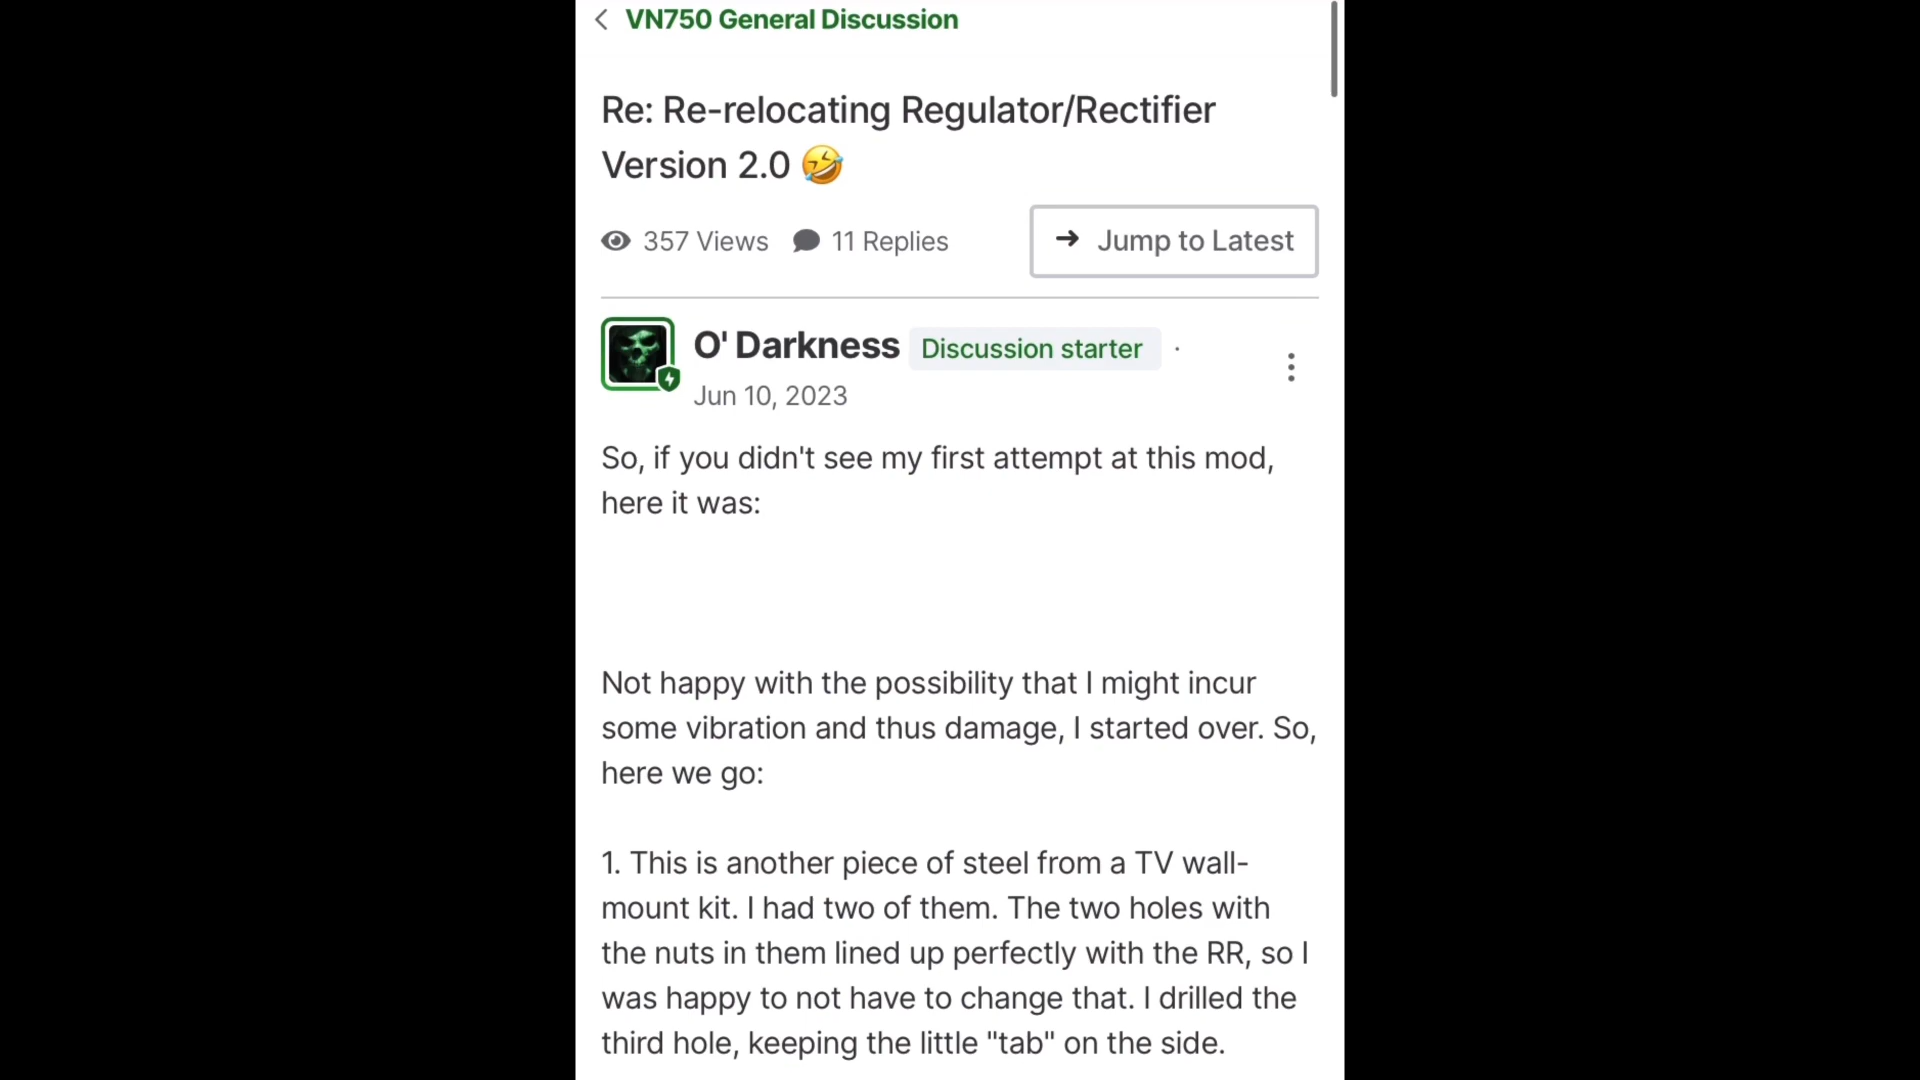 VN750 General Discussion
Re: Re-relocating Regulator/Rectifier
Version 2.0 🤣
357 Views 11 Replies
→ Jump to Latest
O' Darkness Discussion starter ·
Jun 10, 2023
So, if you didn't see my first attempt at this mod,
here it was:
Not happy with the possibility that I might incur
some vibration and thus damage, I started over. So,
here we go:
1. This is another piece of steel from a TV wall-
mount kit. I had two of them. The two holes with
the nuts in them lined up perfectly with the RR, so I
was happy to not have to change that. I drilled the
third hole, keeping the little "tab" on the side.